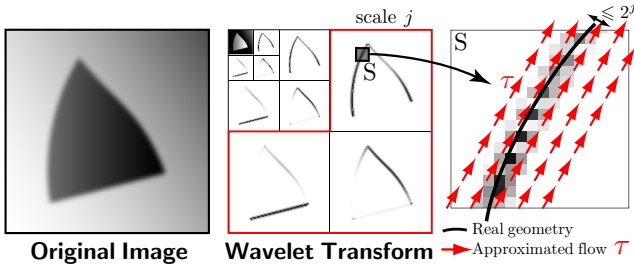 scale j
S
S
τ
⩽ 2^j
Real geometry
Approximated flow τ
Original Image
Wavelet Transform